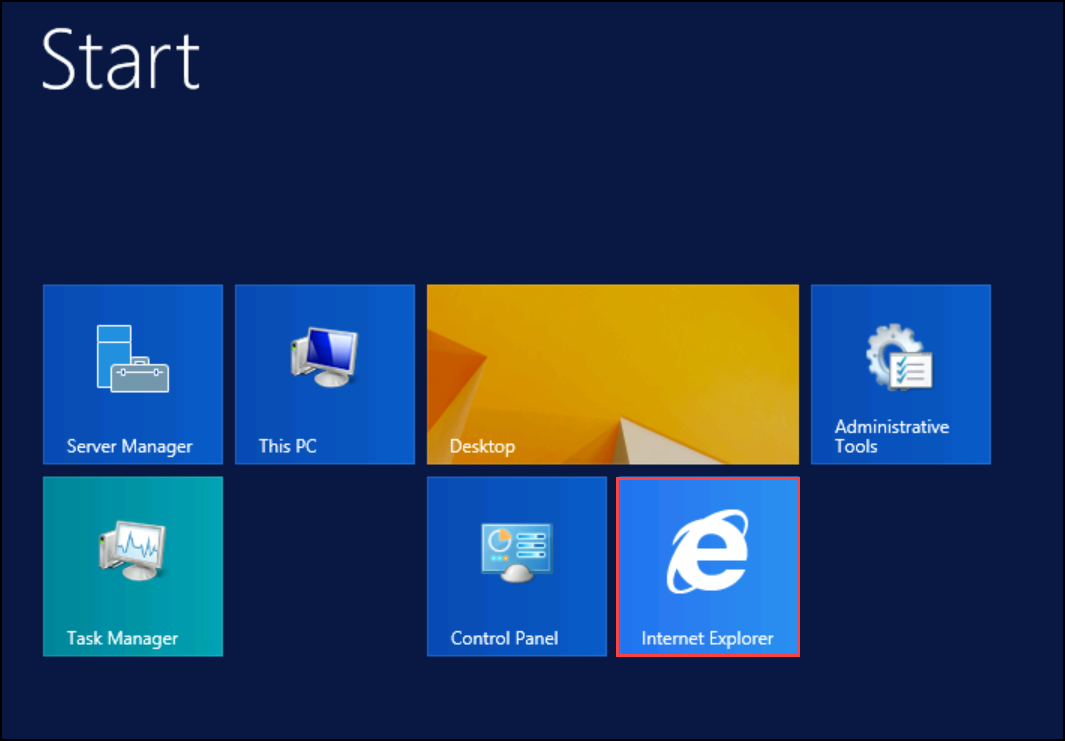 Start
Server Manager
This PC
Desktop
Administrative
Tools
Task Manager
Control Panel
Internet Explorer